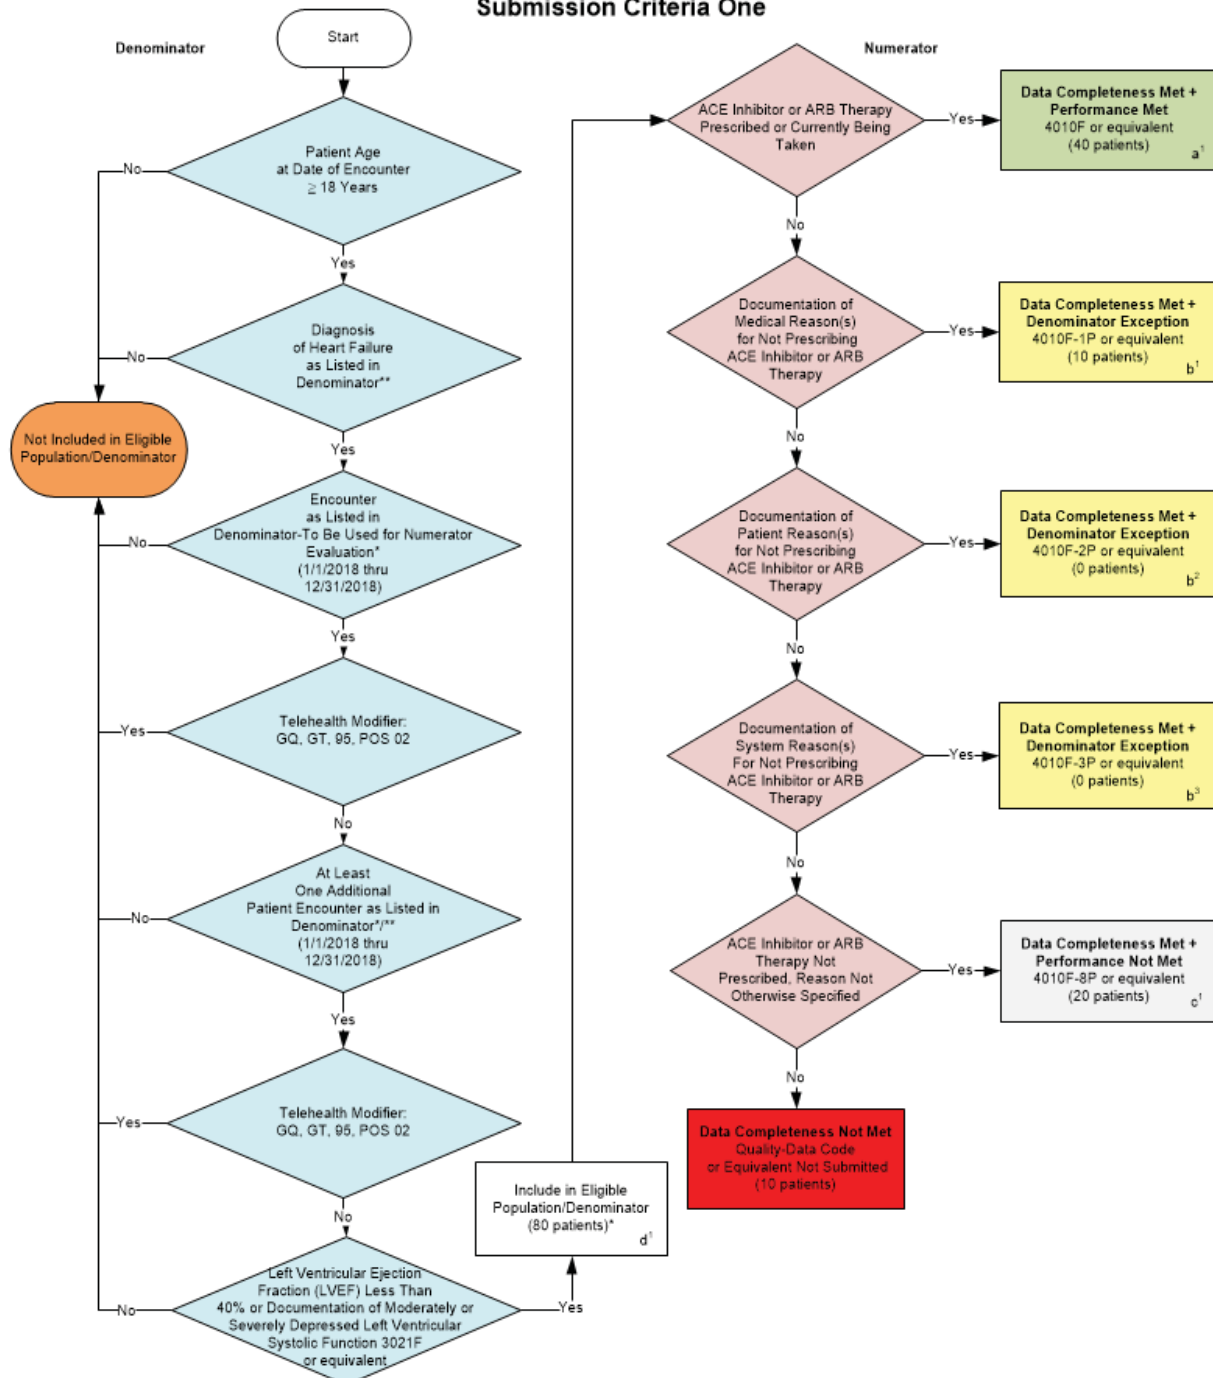 Submission Criteria One
Denominator
Start
Patient Age
at Date of Encounter
≥ 18 Years
No
Yes
Diagnosis
of Heart Failure
as Listed in
Denominator**
No
Yes
Not Included in Eligible
Population/Denominator
Encounter
as Listed in
Denominator-To Be Used for Numerator
Evaluation*
(1/1/2018 thru
12/31/2018)
No
Yes
Telehealth Modifier:
GQ, GT, 95, POS 02
Yes
No
At Least
One Additional
Patient Encounter as Listed in
Denominator*/**
(1/1/2018 thru
12/31/2018)
No
Yes
Telehealth Modifier:
GQ, GT, 95, POS 02
Yes
No
Left Ventricular Ejection
Fraction (LVEF) Less Than
40% or Documentation of Moderately or
Severely Depressed Left Ventricular
Systolic Function 3021F
or equivalent
No
Yes
Include in Eligible
Population/Denominator
(80 patients)*
d¹
Numerator
ACE Inhibitor or ARB Therapy
Prescribed or Currently Being
Taken
Yes
Data Completeness Met +
Performance Met
4010F or equivalent
(40 patients)
a¹
No
Documentation of
Medical Reason(s)
for Not Prescribing
ACE Inhibitor or ARB
Therapy
Yes
Data Completeness Met +
Denominator Exception
4010F-1P or equivalent
(10 patients)
b¹
No
Documentation of
Patient Reason(s)
for Not Prescribing
ACE Inhibitor or ARB
Therapy
Yes
Data Completeness Met +
Denominator Exception
4010F-2P or equivalent
(0 patients)
b²
No
Documentation of
System Reason(s)
For Not Prescribing
ACE Inhibitor or ARB
Therapy
Yes
Data Completeness Met +
Denominator Exception
4010F-3P or equivalent
(0 patients)
b³
No
ACE Inhibitor or ARB
Therapy Not
Prescribed, Reason Not
Otherwise Specified
Yes
Data Completeness Met +
Performance Not Met
4010F-8P or equivalent
(20 patients)
c¹
No
Data Completeness Not Met
Quality-Data Code
or Equivalent Not Submitted
(10 patients)